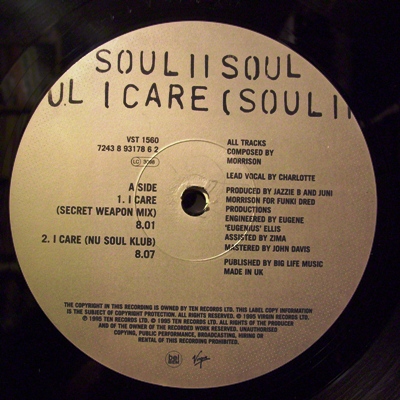 SOUL II SOUL
UL I CARE (SOUL II
VST 1560
7243 8 93178 6 2
LC 3098
A SIDE
1. I CARE
(SECRET WEAPON MIX)
8.01
2. I CARE (NU SOUL KLUB)
8.07
ALL TRACKS
COMPOSED BY
MORRISON
LEAD VOCAL BY CHARLOTTE
PRODUCED BY JAZZIE B AND JUNI
MORRISON FOR FUNKI DRED
PRODUCTIONS
ENGINEERED BY EUGENE
'EUGENIUS' ELLIS
ASSISTED BY ZIMA
MASTERED BY JOHN DAVIS
PUBLISHED BY BIG LIFE MUSIC
MADE IN UK
THE COPYRIGHT IN THIS RECORDING IS OWNED BY TEN RECORDS LTD. THIS LABEL COPY INFORMATION
IS THE SUBJECT OF COPYRIGHT PROTECTION. ALL RIGHTS RESERVED. © 1995 VIRGIN RECORDS LTD.
℗ 1995 TEN RECORDS LTD. © 1995 TEN RECORDS LTD. ALL RIGHTS OF THE PRODUCER
AND OF THE OWNER OF THE RECORDED WORK RESERVED. UNAUTHORISED
COPYING, PUBLIC PERFORMANCE, BROADCASTING, HIRING OR
RENTAL OF THIS RECORDING PROHIBITED.
Virgin